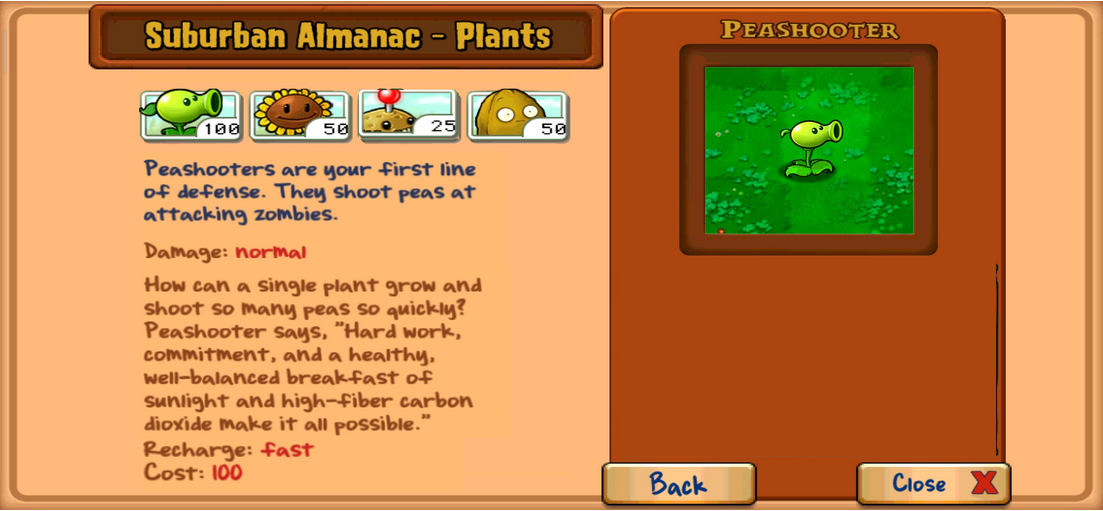 Suburban Almanac - Plants
PEASHOOTER
100
50
25
50
Peashooters are your first line
of defense. They shoot peas at
attacking zombies.
Damage: normal
How can a single plant grow and
shoot so many peas so quickly?
Peashooter says, "Hard work,
commitment, and a healthy,
well-balanced breakfast of
sunlight and high-fiber carbon
dioxide make it all possible."
Recharge: fast
Cost: 100
Back
Close X